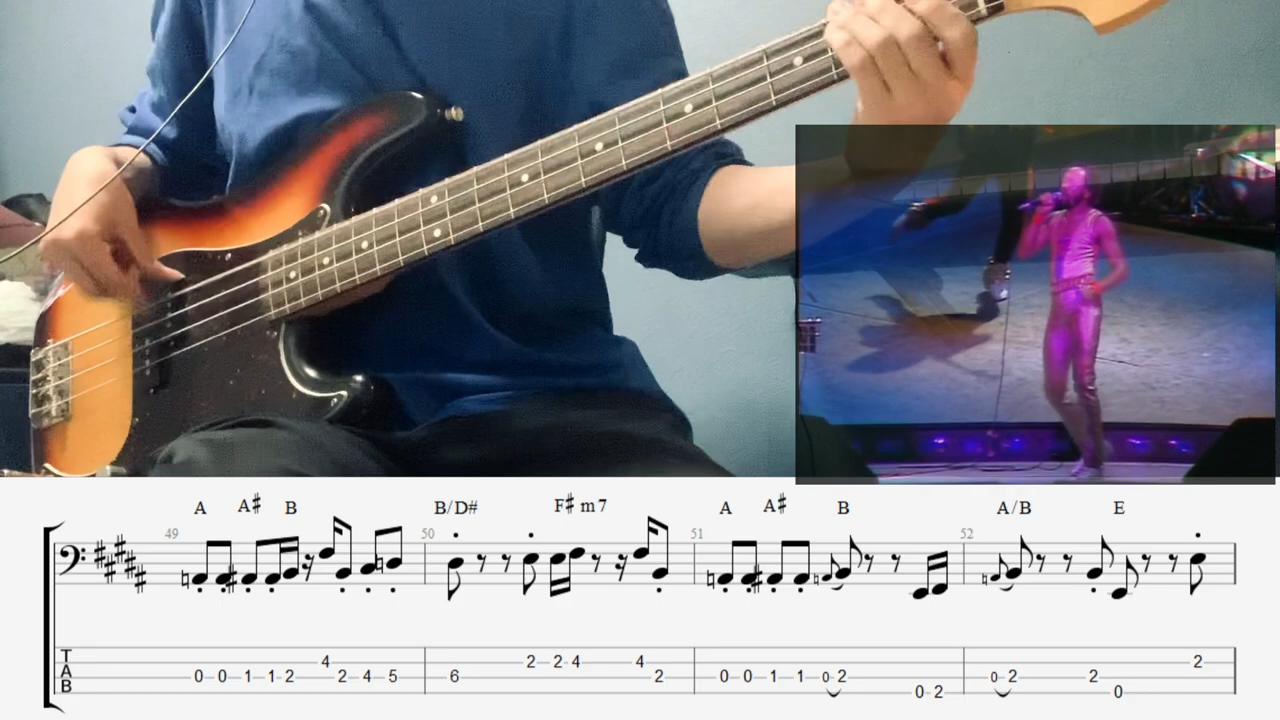 A A♯ B B/D# F♯m7 A A♯ B A/B E
49 50 51 52
T 4 2 2 4 4 2
A 0 0 1 1 2 2 4 5 6 2 0 0 1 1 0 2 0 2 2
B 0 2 0